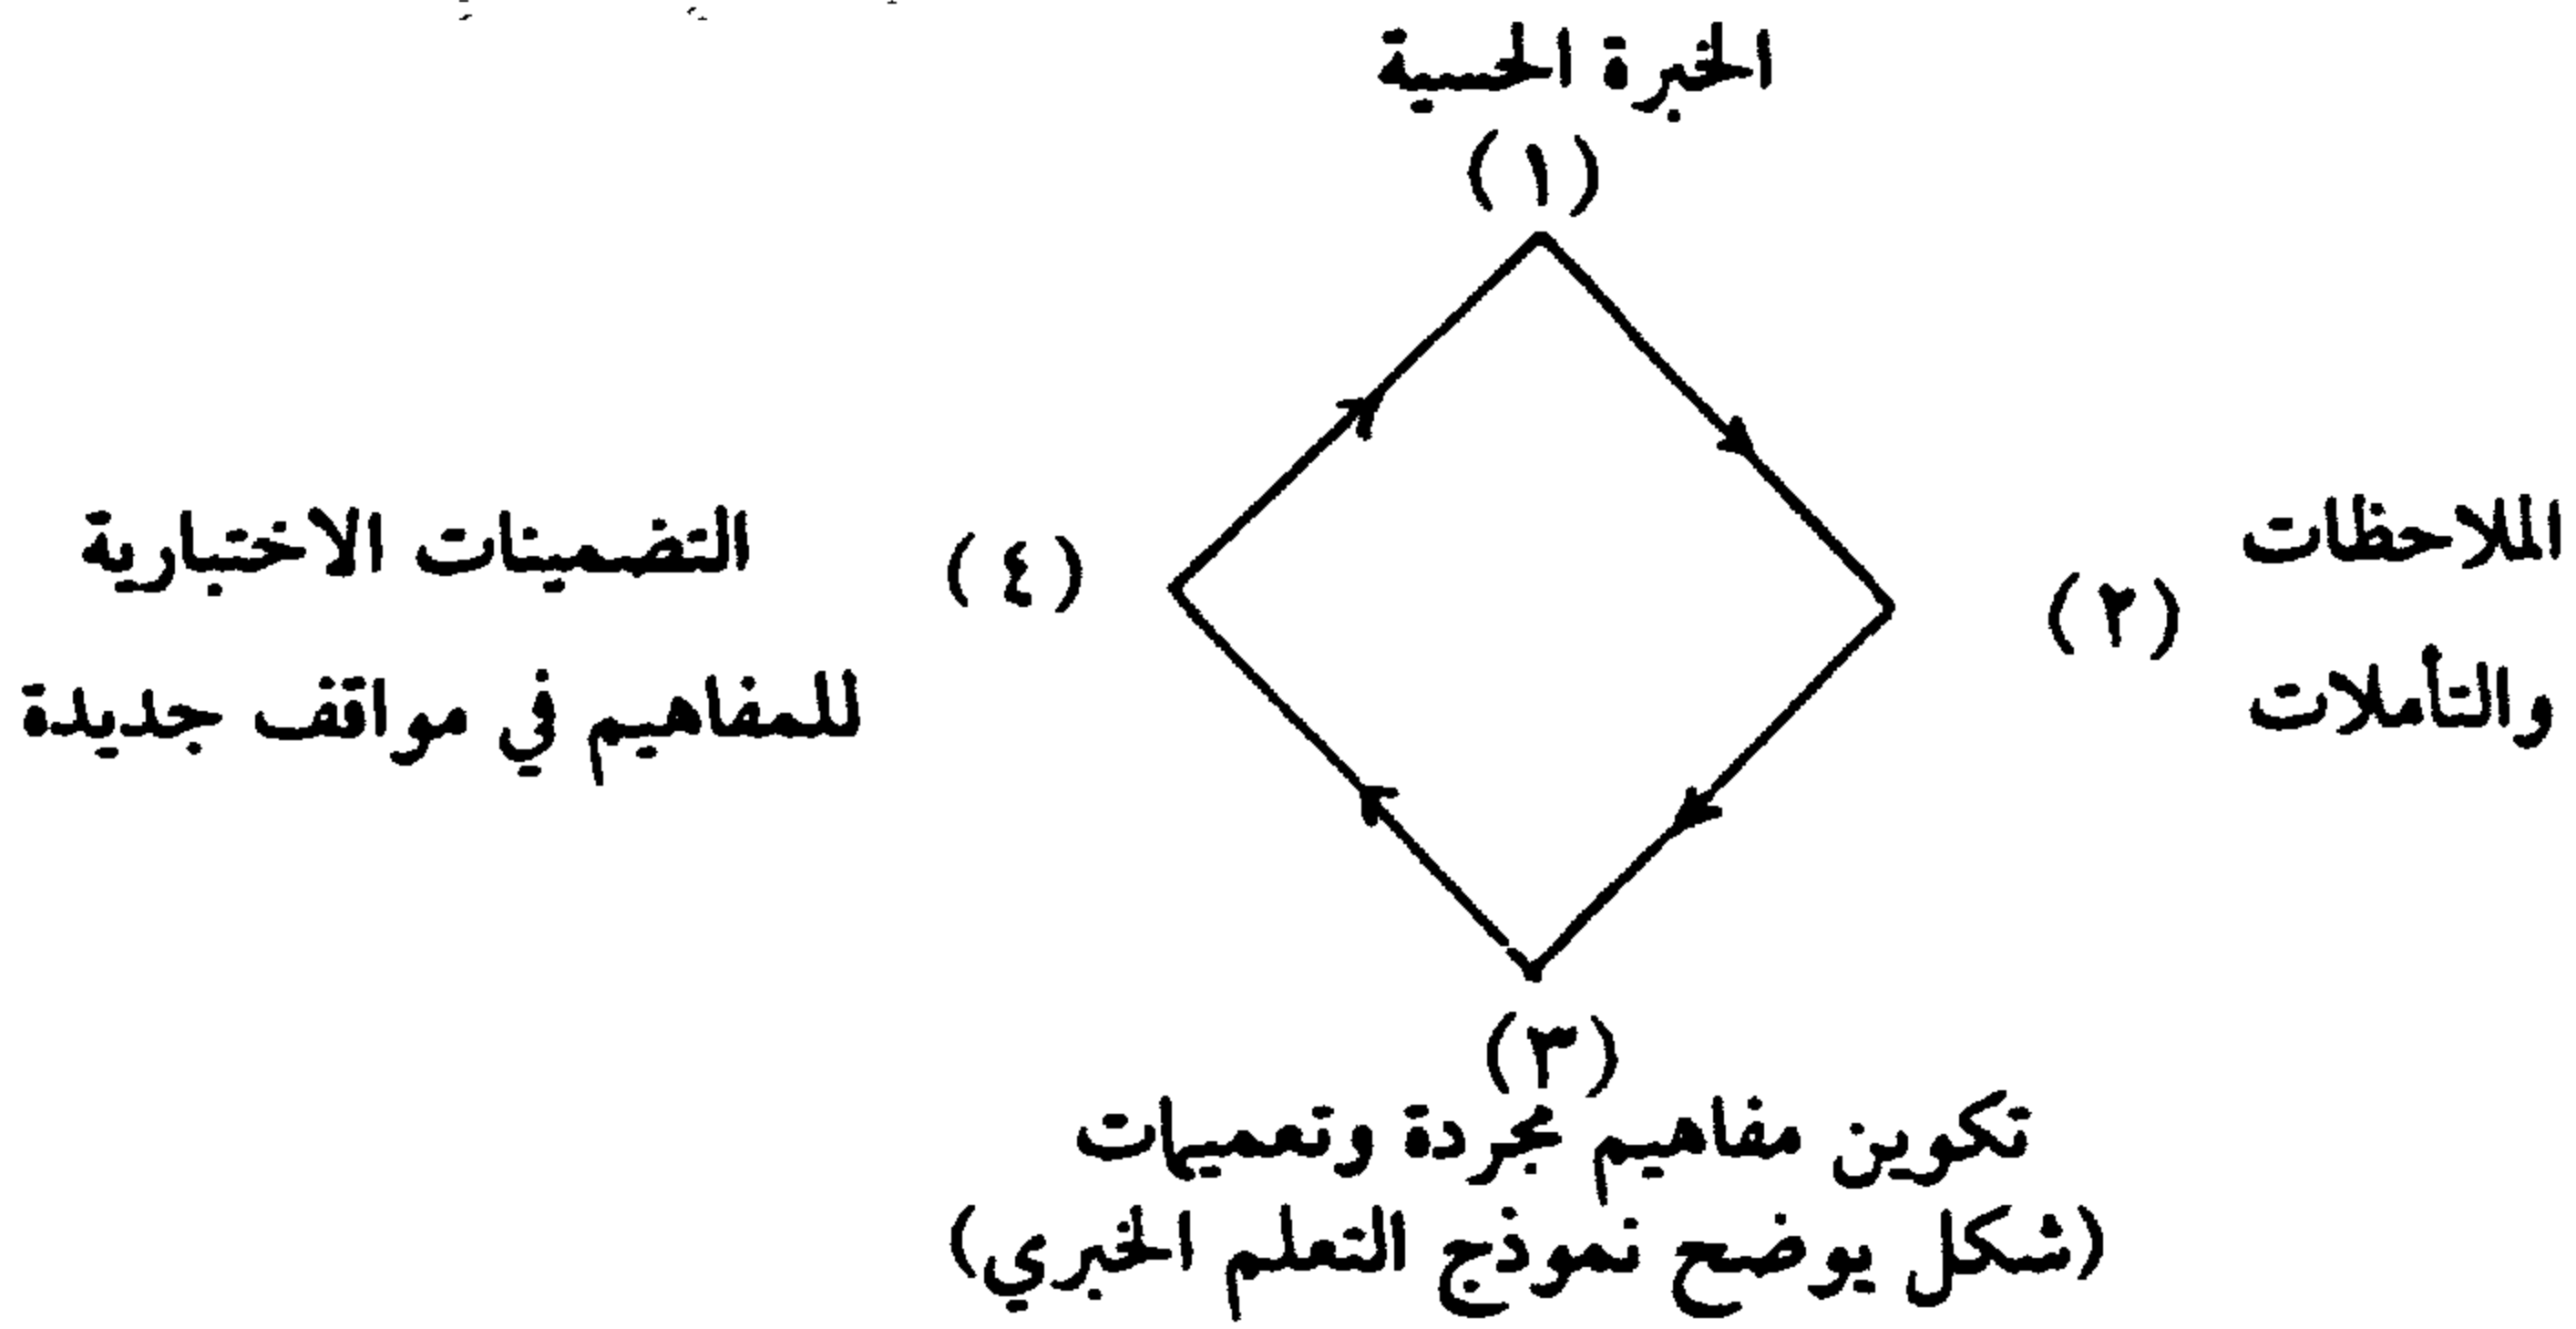 الخبرة الحسية
(١)
الملاحظات
(٢)
والتأملات
التضمينات الاختبارية
(٤)
للمفاهيم في مواقف جديدة
(٣)
تكوين مفاهيم مجردة وتعميمات
(شكل يوضح نموذج التعلم الخبري)